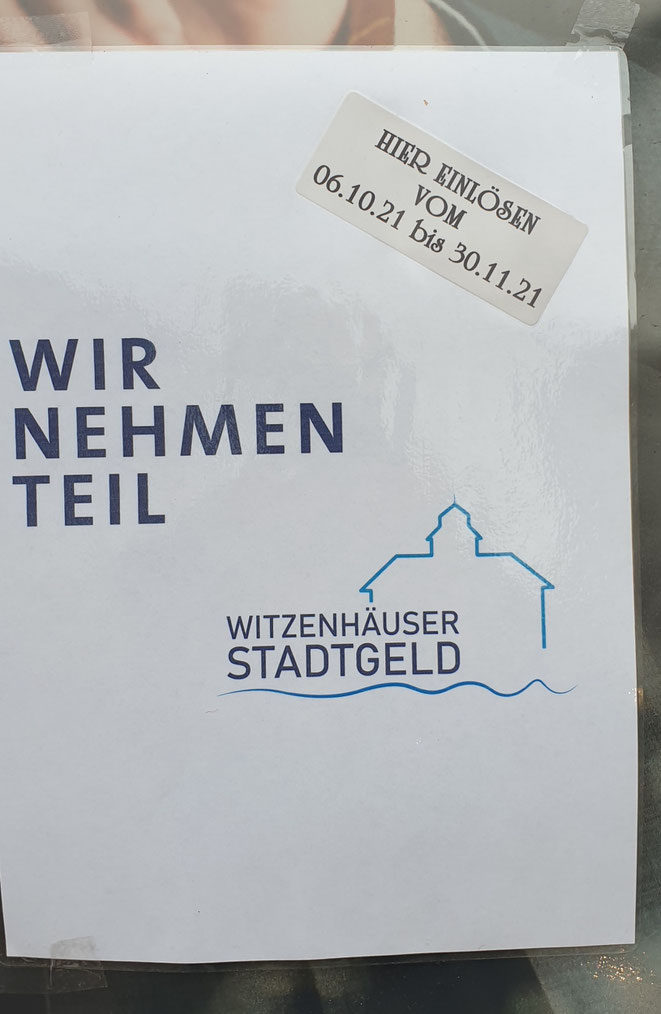 HIER EINLÖSEN
VOM
06.10.21 bis 30.11.21
WIR
NEHMEN
TEIL
WITZENHÄUSER
STADTGELD